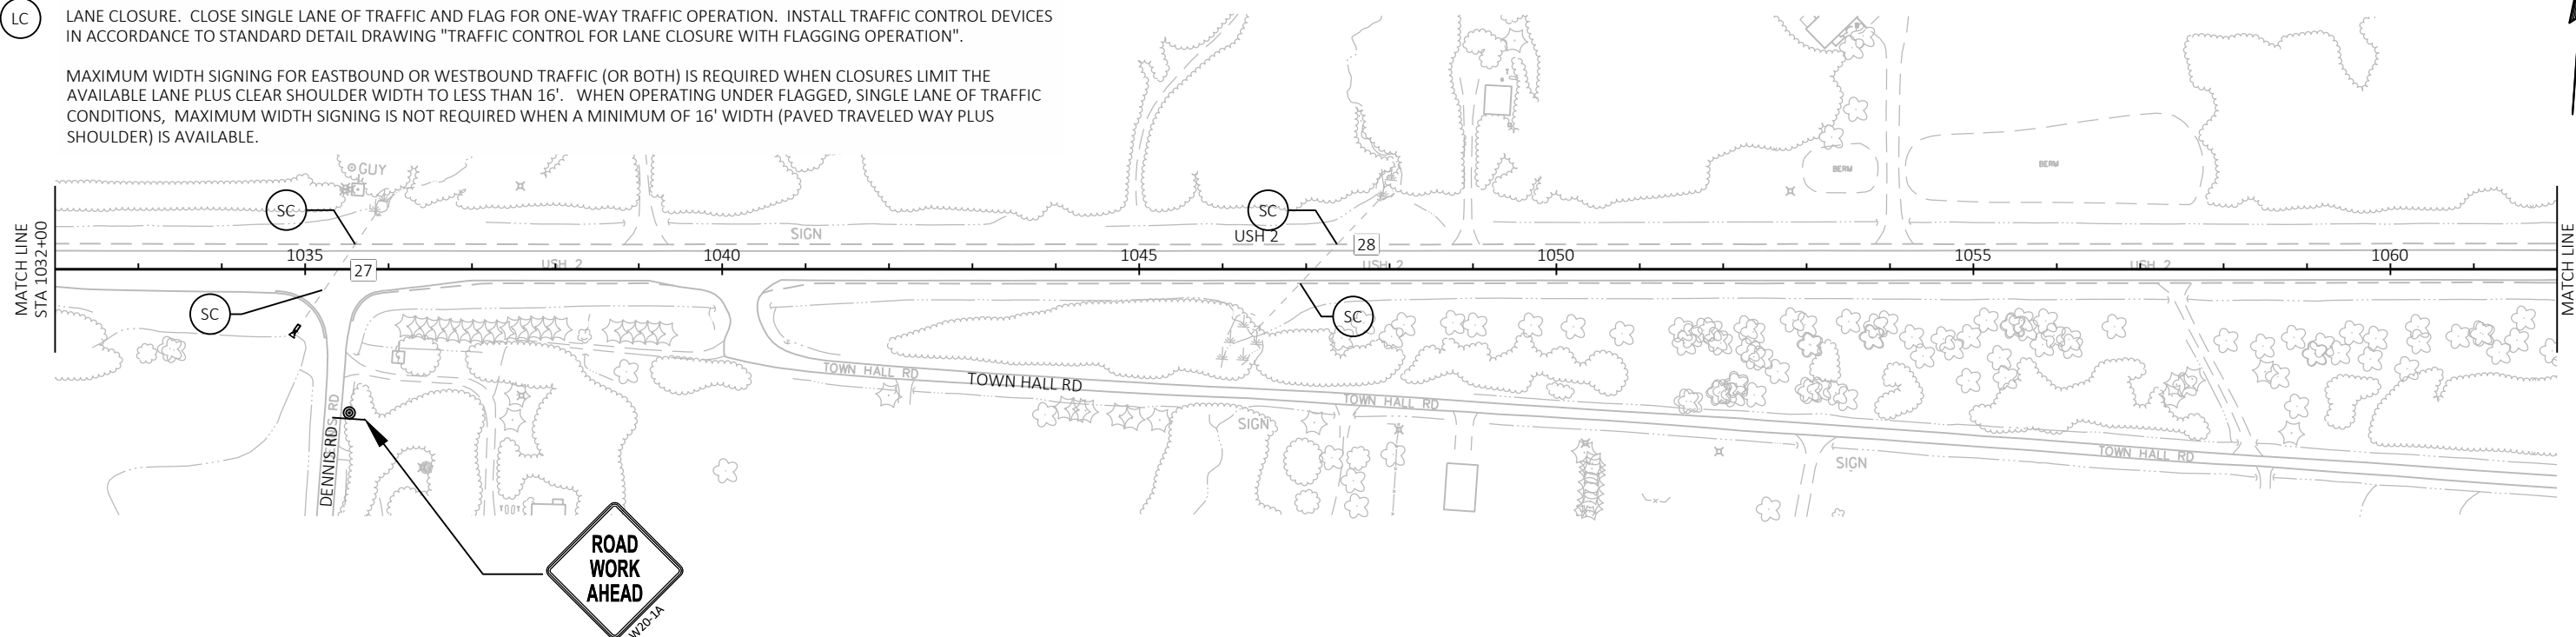 LC
LANE CLOSURE. CLOSE SINGLE LANE OF TRAFFIC AND FLAG FOR ONE-WAY TRAFFIC OPERATION. INSTALL TRAFFIC CONTROL DEVICES
IN ACCORDANCE TO STANDARD DETAIL DRAWING "TRAFFIC CONTROL FOR LANE CLOSURE WITH FLAGGING OPERATION".
MAXIMUM WIDTH SIGNING FOR EASTBOUND OR WESTBOUND TRAFFIC (OR BOTH) IS REQUIRED WHEN CLOSURES LIMIT THE
AVAILABLE LANE PLUS CLEAR SHOULDER WIDTH TO LESS THAN 16'. WHEN OPERATING UNDER FLAGGED, SINGLE LANE OF TRAFFIC
CONDITIONS, MAXIMUM WIDTH SIGNING IS NOT REQUIRED WHEN A MINIMUM OF 16' WIDTH (PAVED TRAVELED WAY PLUS
SHOULDER) IS AVAILABLE.
GUY
BERM
BERM
SC
SC
MATCH LINE
STA 1032+00
SIGN
USH 2
28
MATCH LINE
1035
1040
1045
1050
1055
1060
27
USH 2
USH 2
USH 2
SC
SC
TOWN HALL RD
TOWN HALL RD
TOWN HALL RD
SIGN
TOWN HALL RD
SIGN
DENNIS RD
ROAD
WORK
AHEAD
W20-1A